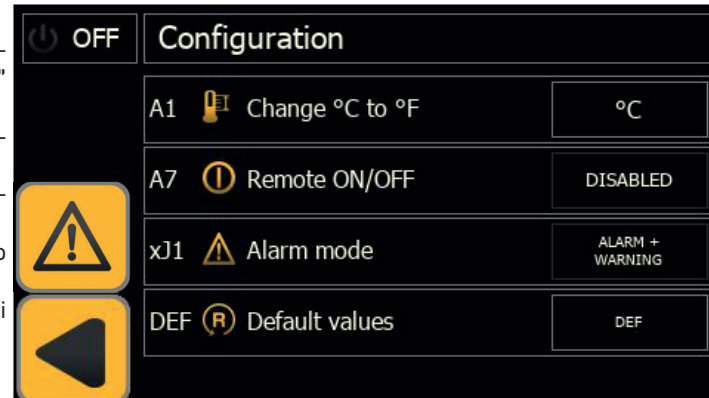 OFF Configuration
A1 Change °C to °F °C
A7 Remote ON/OFF DISABLED
xJ1 Alarm mode ALARM +
WARNING
DEF R Default values DEF